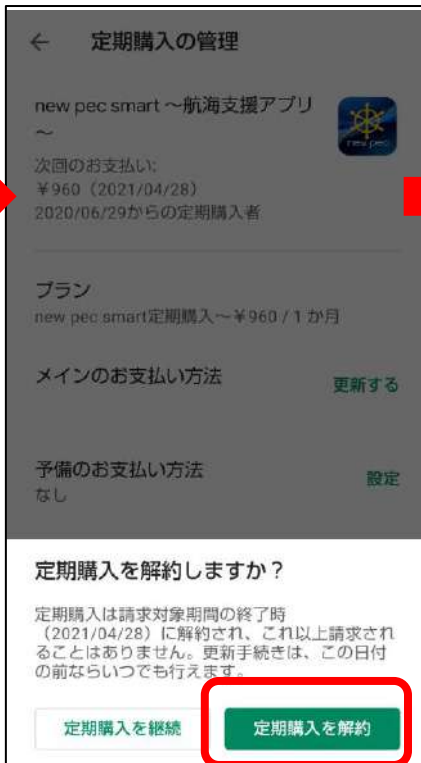 ← 定期購入の管理
new pec smart ～航海支援アプリ
～
new pec
次回のお支払い:
￥960（2021/04/28）
2020/06/29からの定期購入者
プラン
new pec smart定期購入～￥960 / 1 か月
メインのお支払い方法
更新する
予備のお支払い方法
設定
なし
定期購入を解約しますか？
定期購入は請求対象期間の終了時
（2021/04/28）に解約され、これ以上請求され
ることはありません。更新手続きは、この日付
の前ならいつでも行えます。
定期購入を継続
定期購入を解約